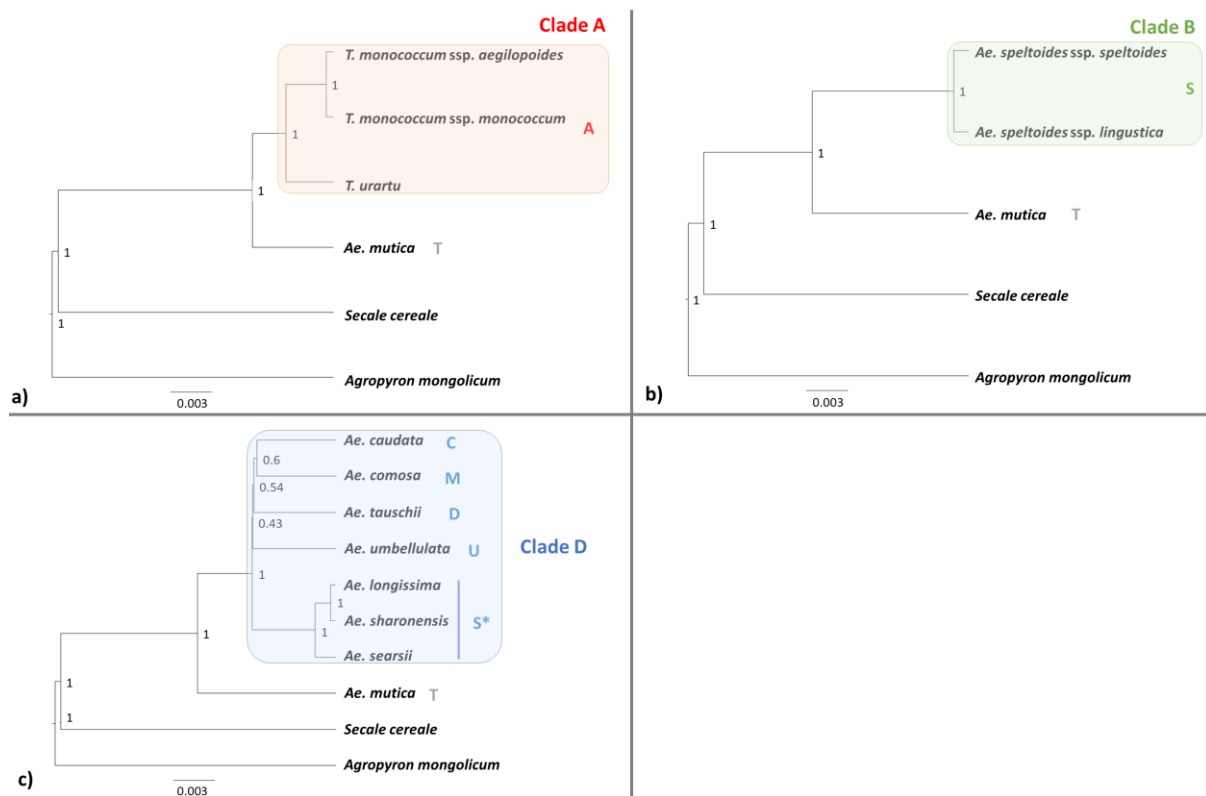 Clade A
T. monococcum ssp. aegilopoides
1
T. monococcum ssp. monococcum
A
1
T. urartu
1
Ae. mutica T
1
Secale cereale
1
Agropyron mongolicum
a)
0.003
Clade B
Ae. speltoides ssp. speltoides
S
1
Ae. speltoides ssp. lingustica
1
Ae. mutica T
1
Secale cereale
1
Agropyron mongolicum
b)
0.003
Ae. caudata C
0.6
Ae. comosa M
0.54
Ae. tauschii D
0.43
Ae. umbellulata U
Clade D
1
Ae. longissima
1
Ae. sharonensis S*
1
1
Ae. searsii
Ae. mutica T
1
1
Secale cereale
Agropyron mongolicum
c)
0.003